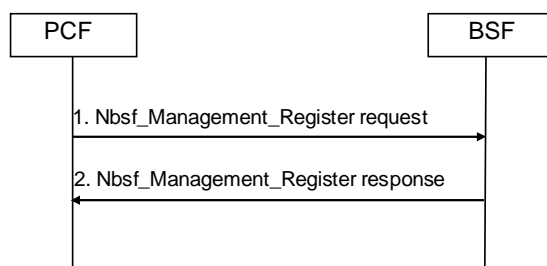 PCF
BSF
1. Nbsf_Management_Register request
2. Nbsf_Management_Register response